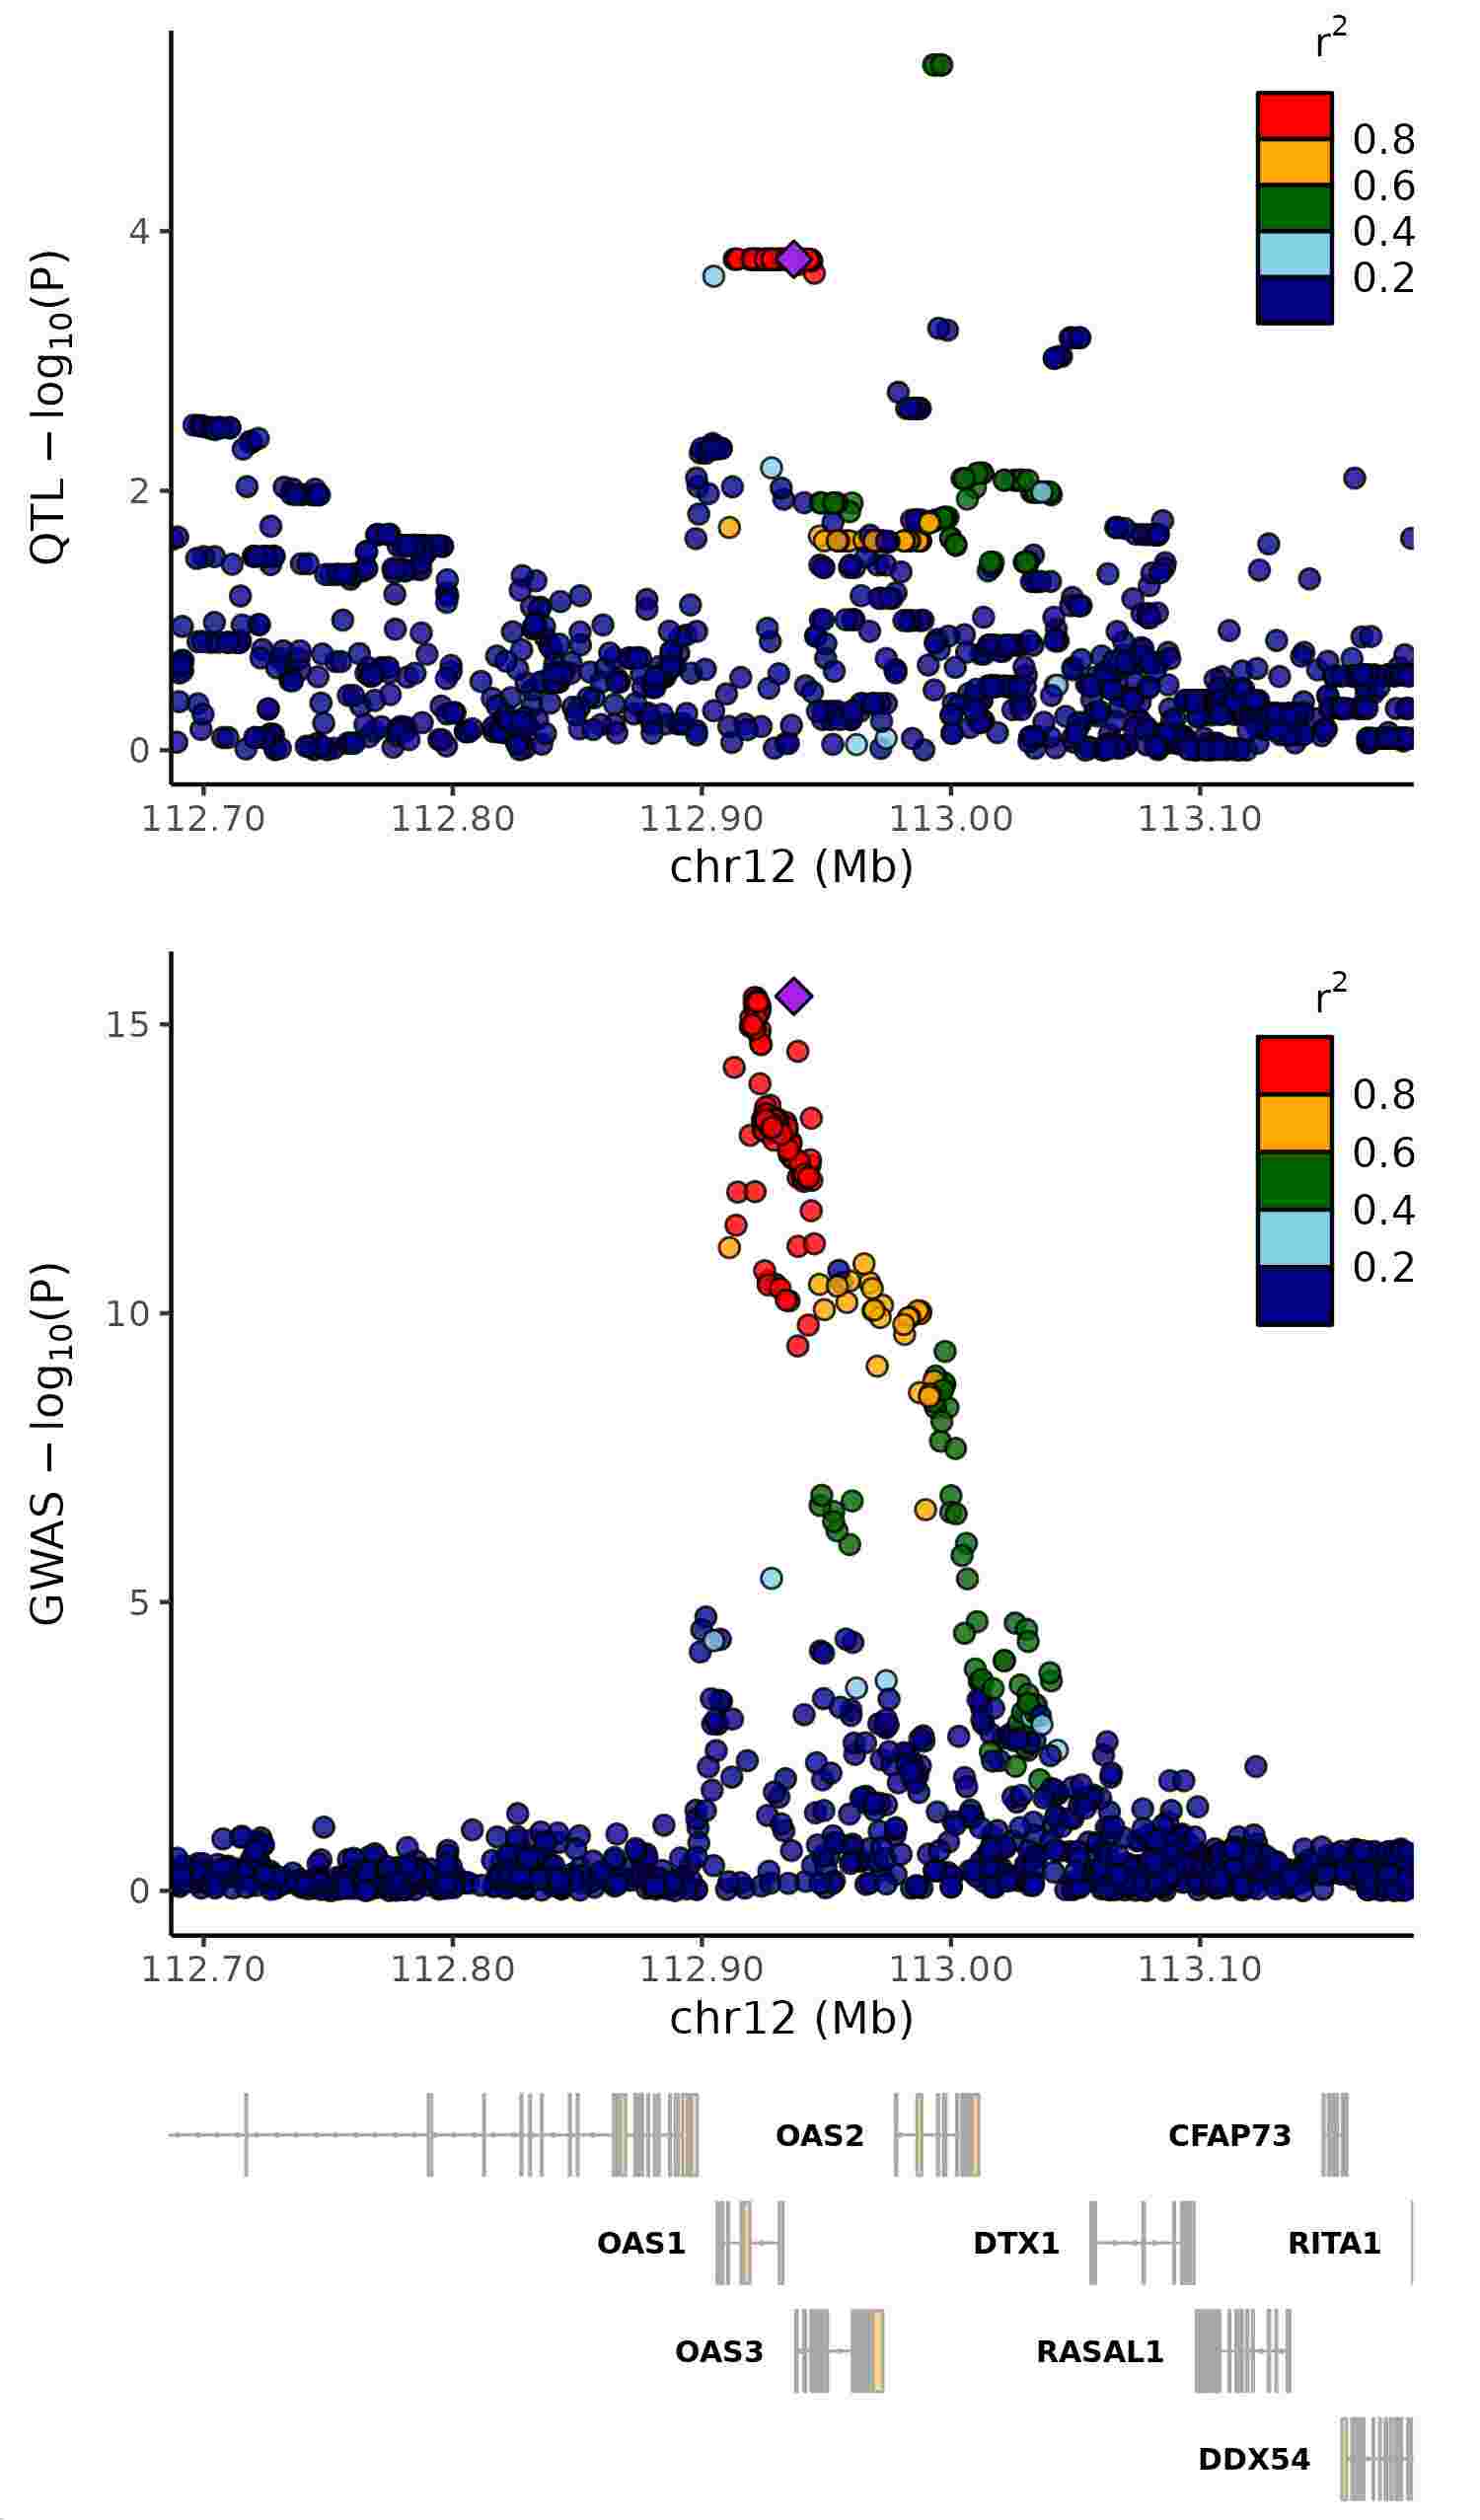 r²
0.8
0.6
0.4
0.2
QTL − log₁₀(P)
4
2
0
112.70 112.80 112.90 113.00 113.10
chr12 (Mb)
r²
0.8
0.6
0.4
0.2
GWAS − log₁₀(P)
15
10
5
0
112.70 112.80 112.90 113.00 113.10
chr12 (Mb)
OAS2 CFAP73
OAS1 DTX1 RITA1
OAS3 RASAL1
DDX54